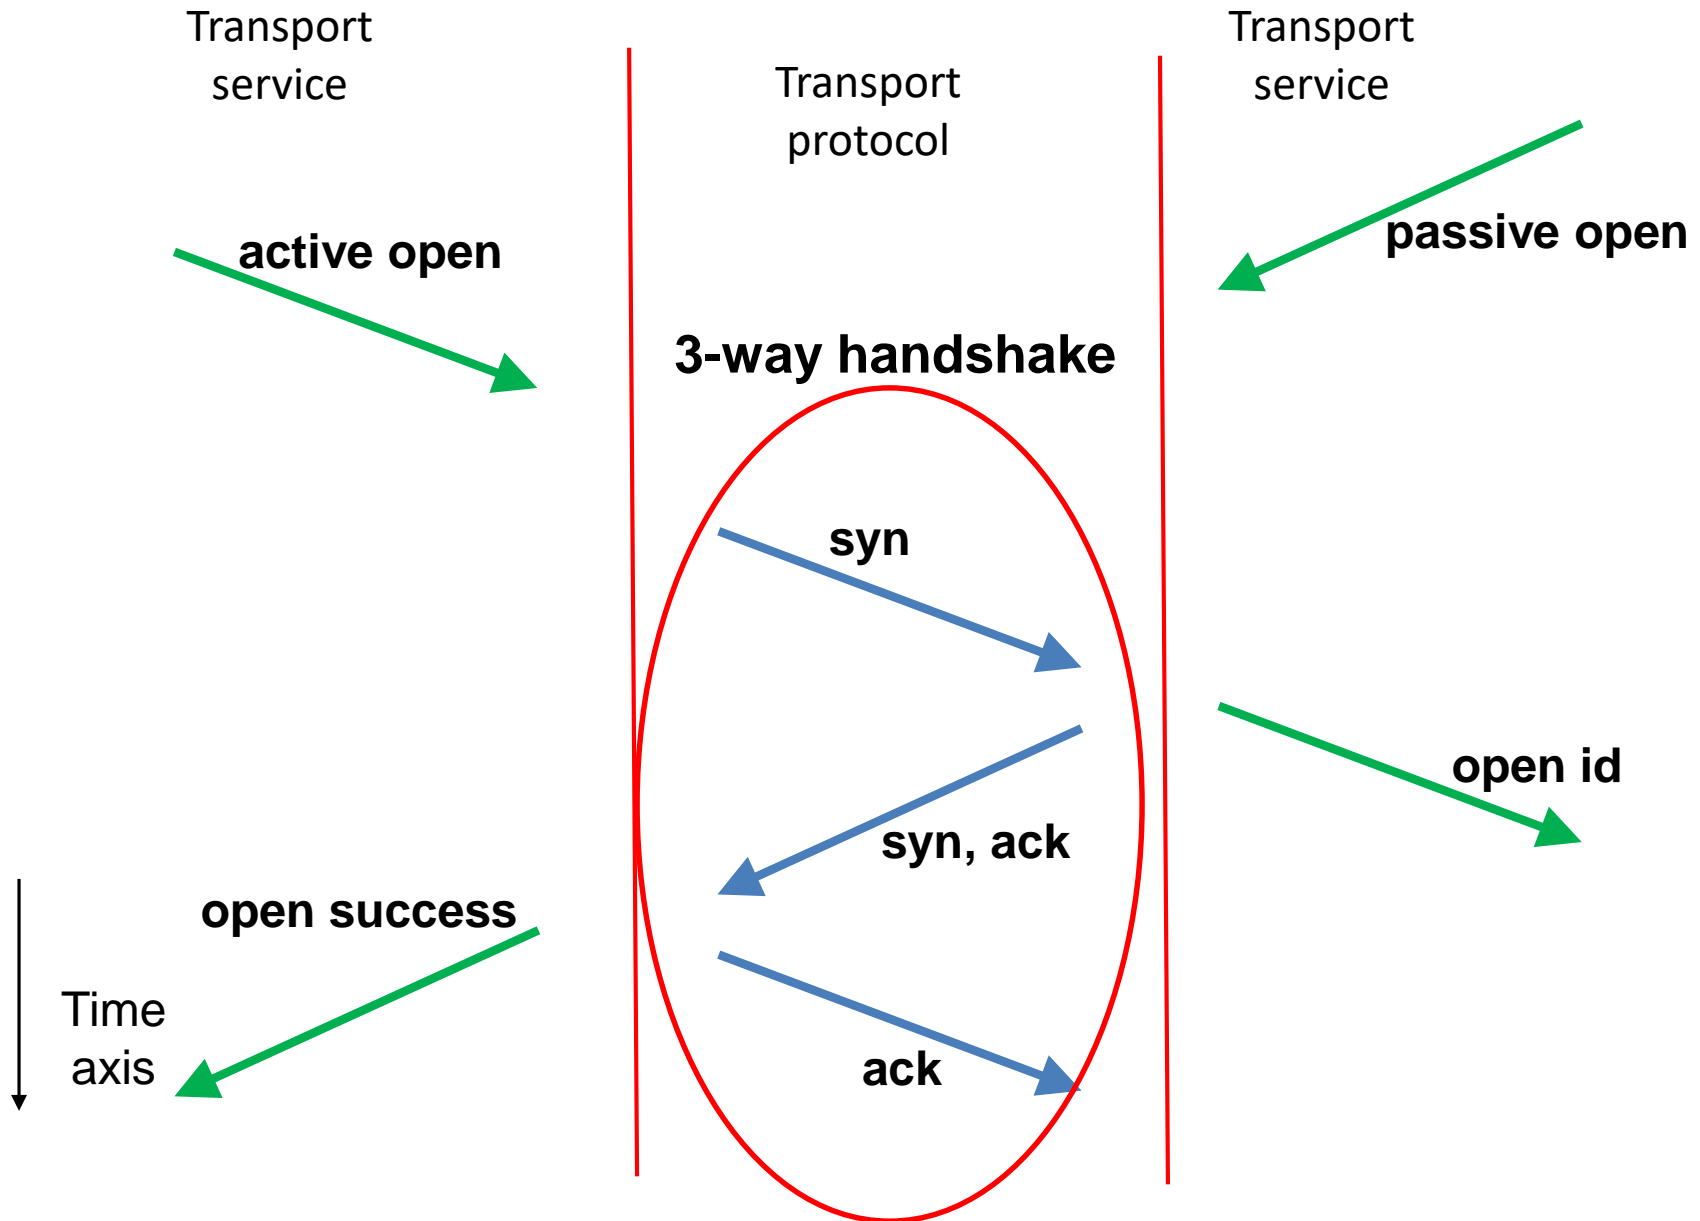 Transport
service
Transport
protocol
Transport
service
active open
passive open
3-way handshake
syn
open id
syn, ack
open success
Time
axis
ack